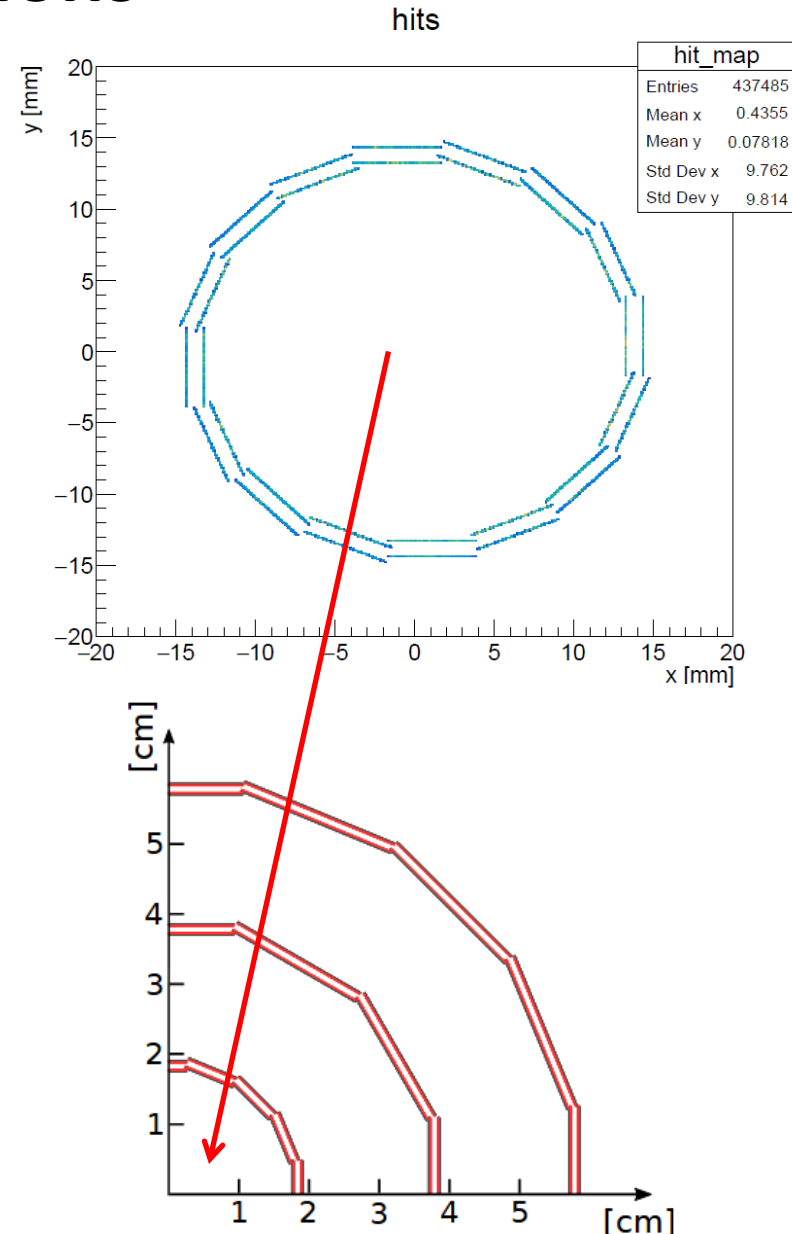 hits
hit_map
Entries 437485
Mean x 0.4355
Mean y 0.07818
Std Dev x 9.762
Std Dev y 9.814
y [mm]
20
15
10
5
0
−5
−10
−15
−20
−20 −15 −10 −5 0 5 10 15 20
x [mm]
[cm]
5
4
3
2
1
1 2 3 4 5
[cm]